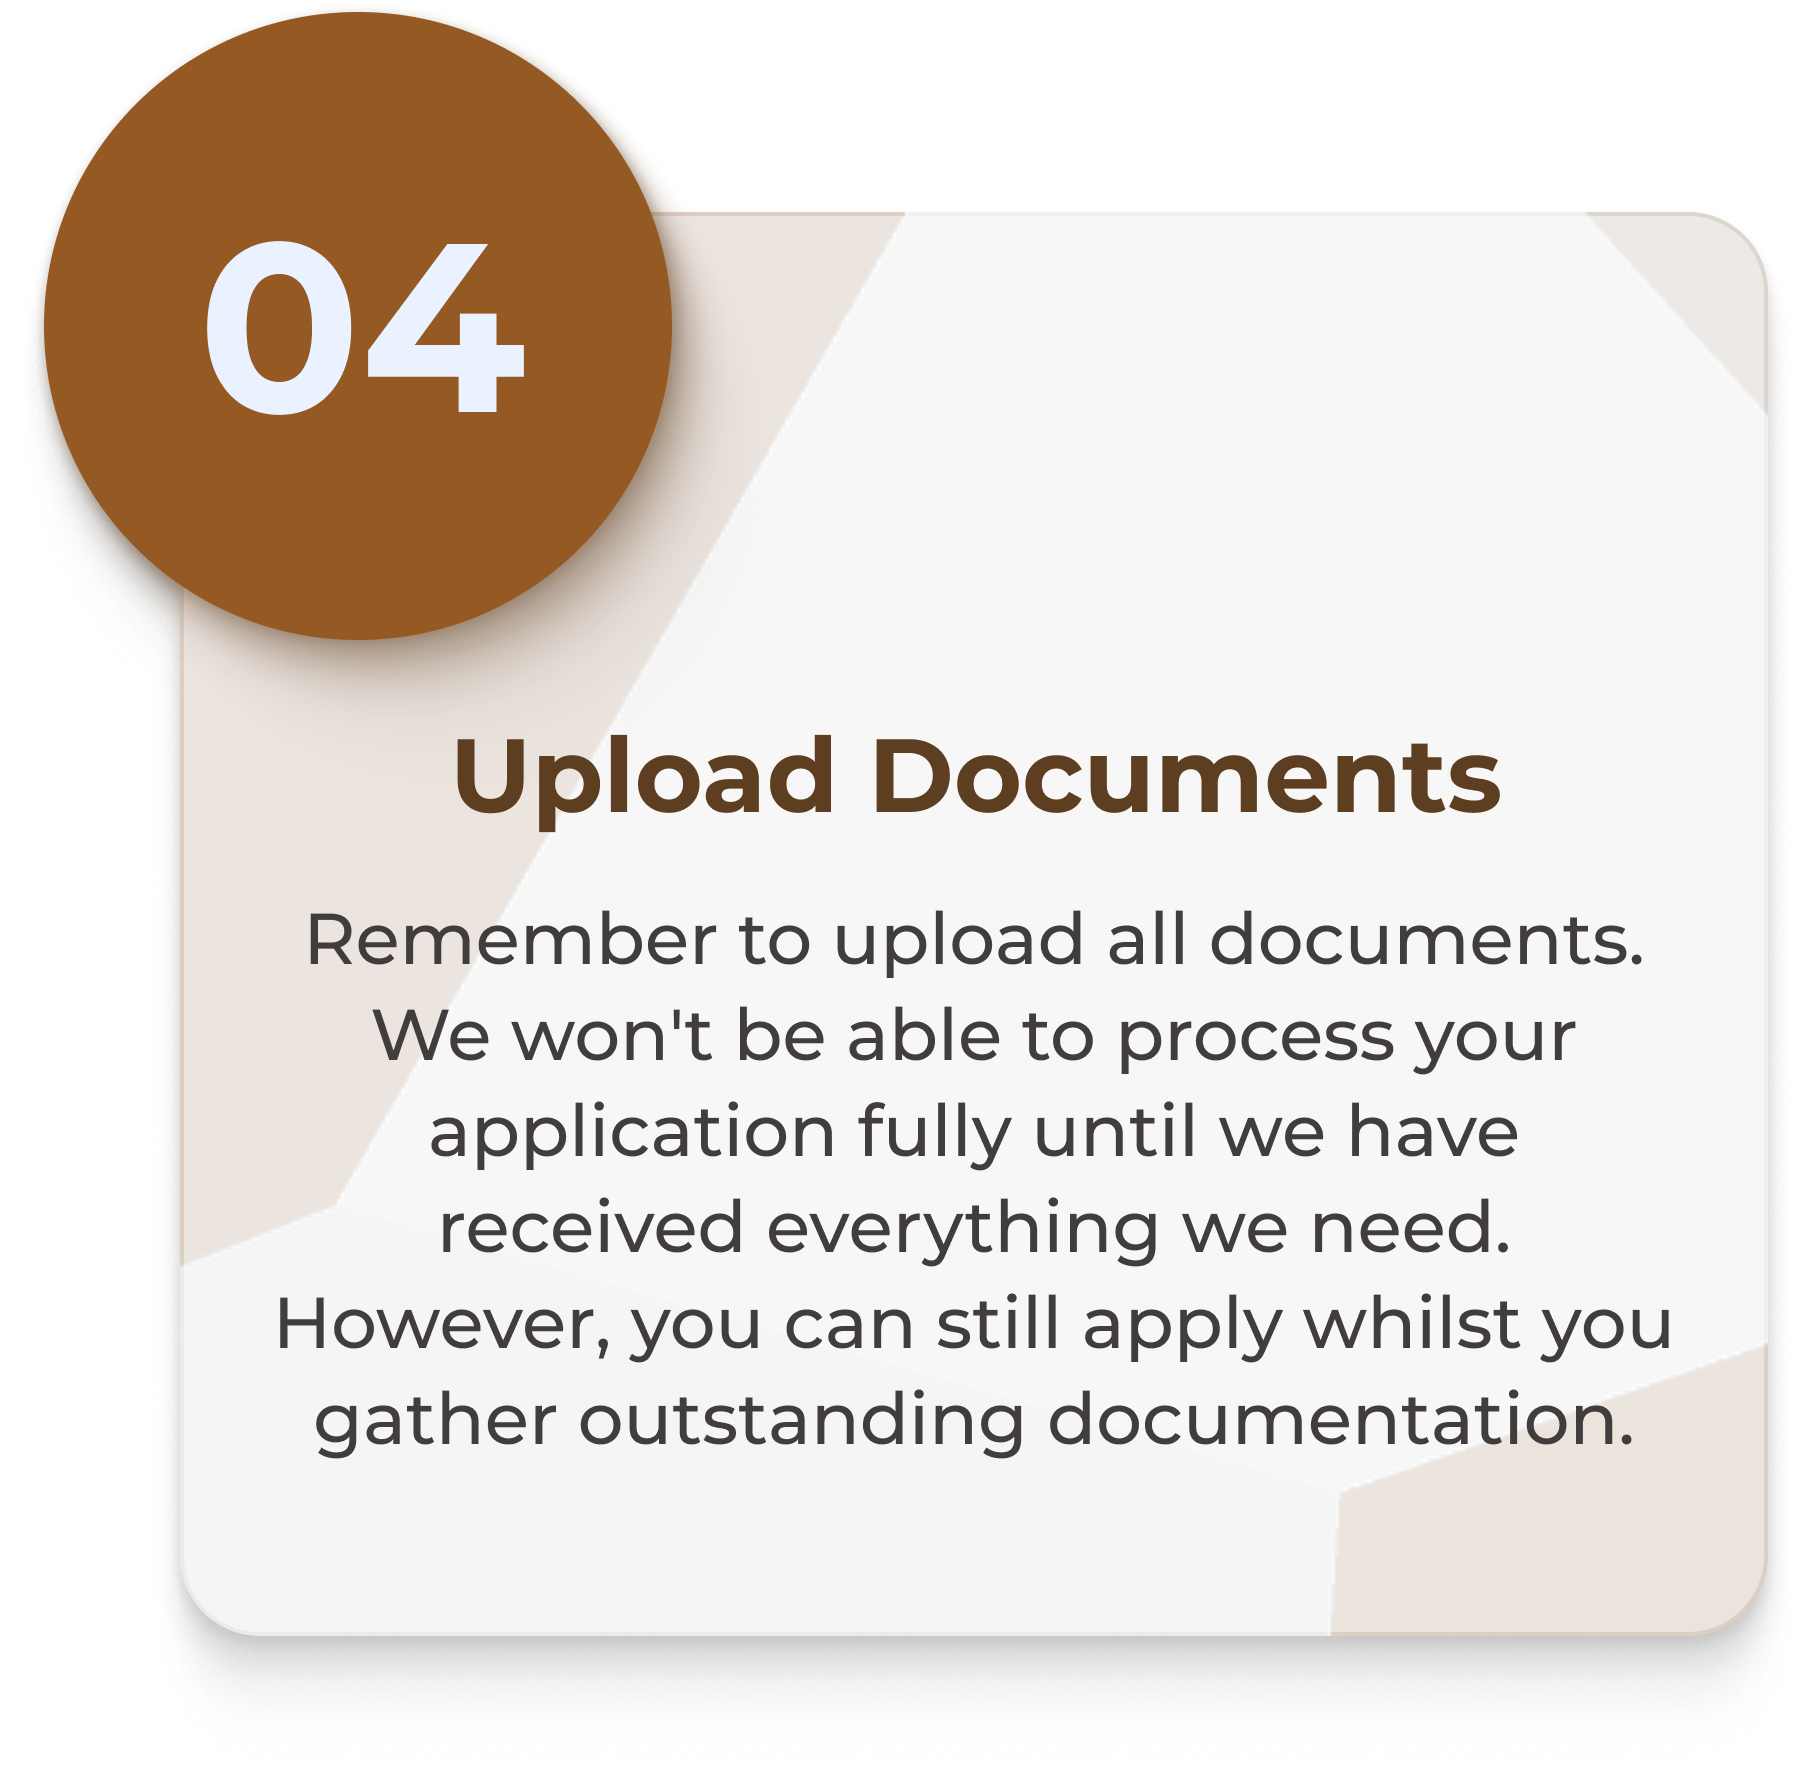 04
Upload Documents
Remember to upload all documents.
We won't be able to process your
application fully until we have
received everything we need.
However, you can still apply whilst you
gather outstanding documentation.